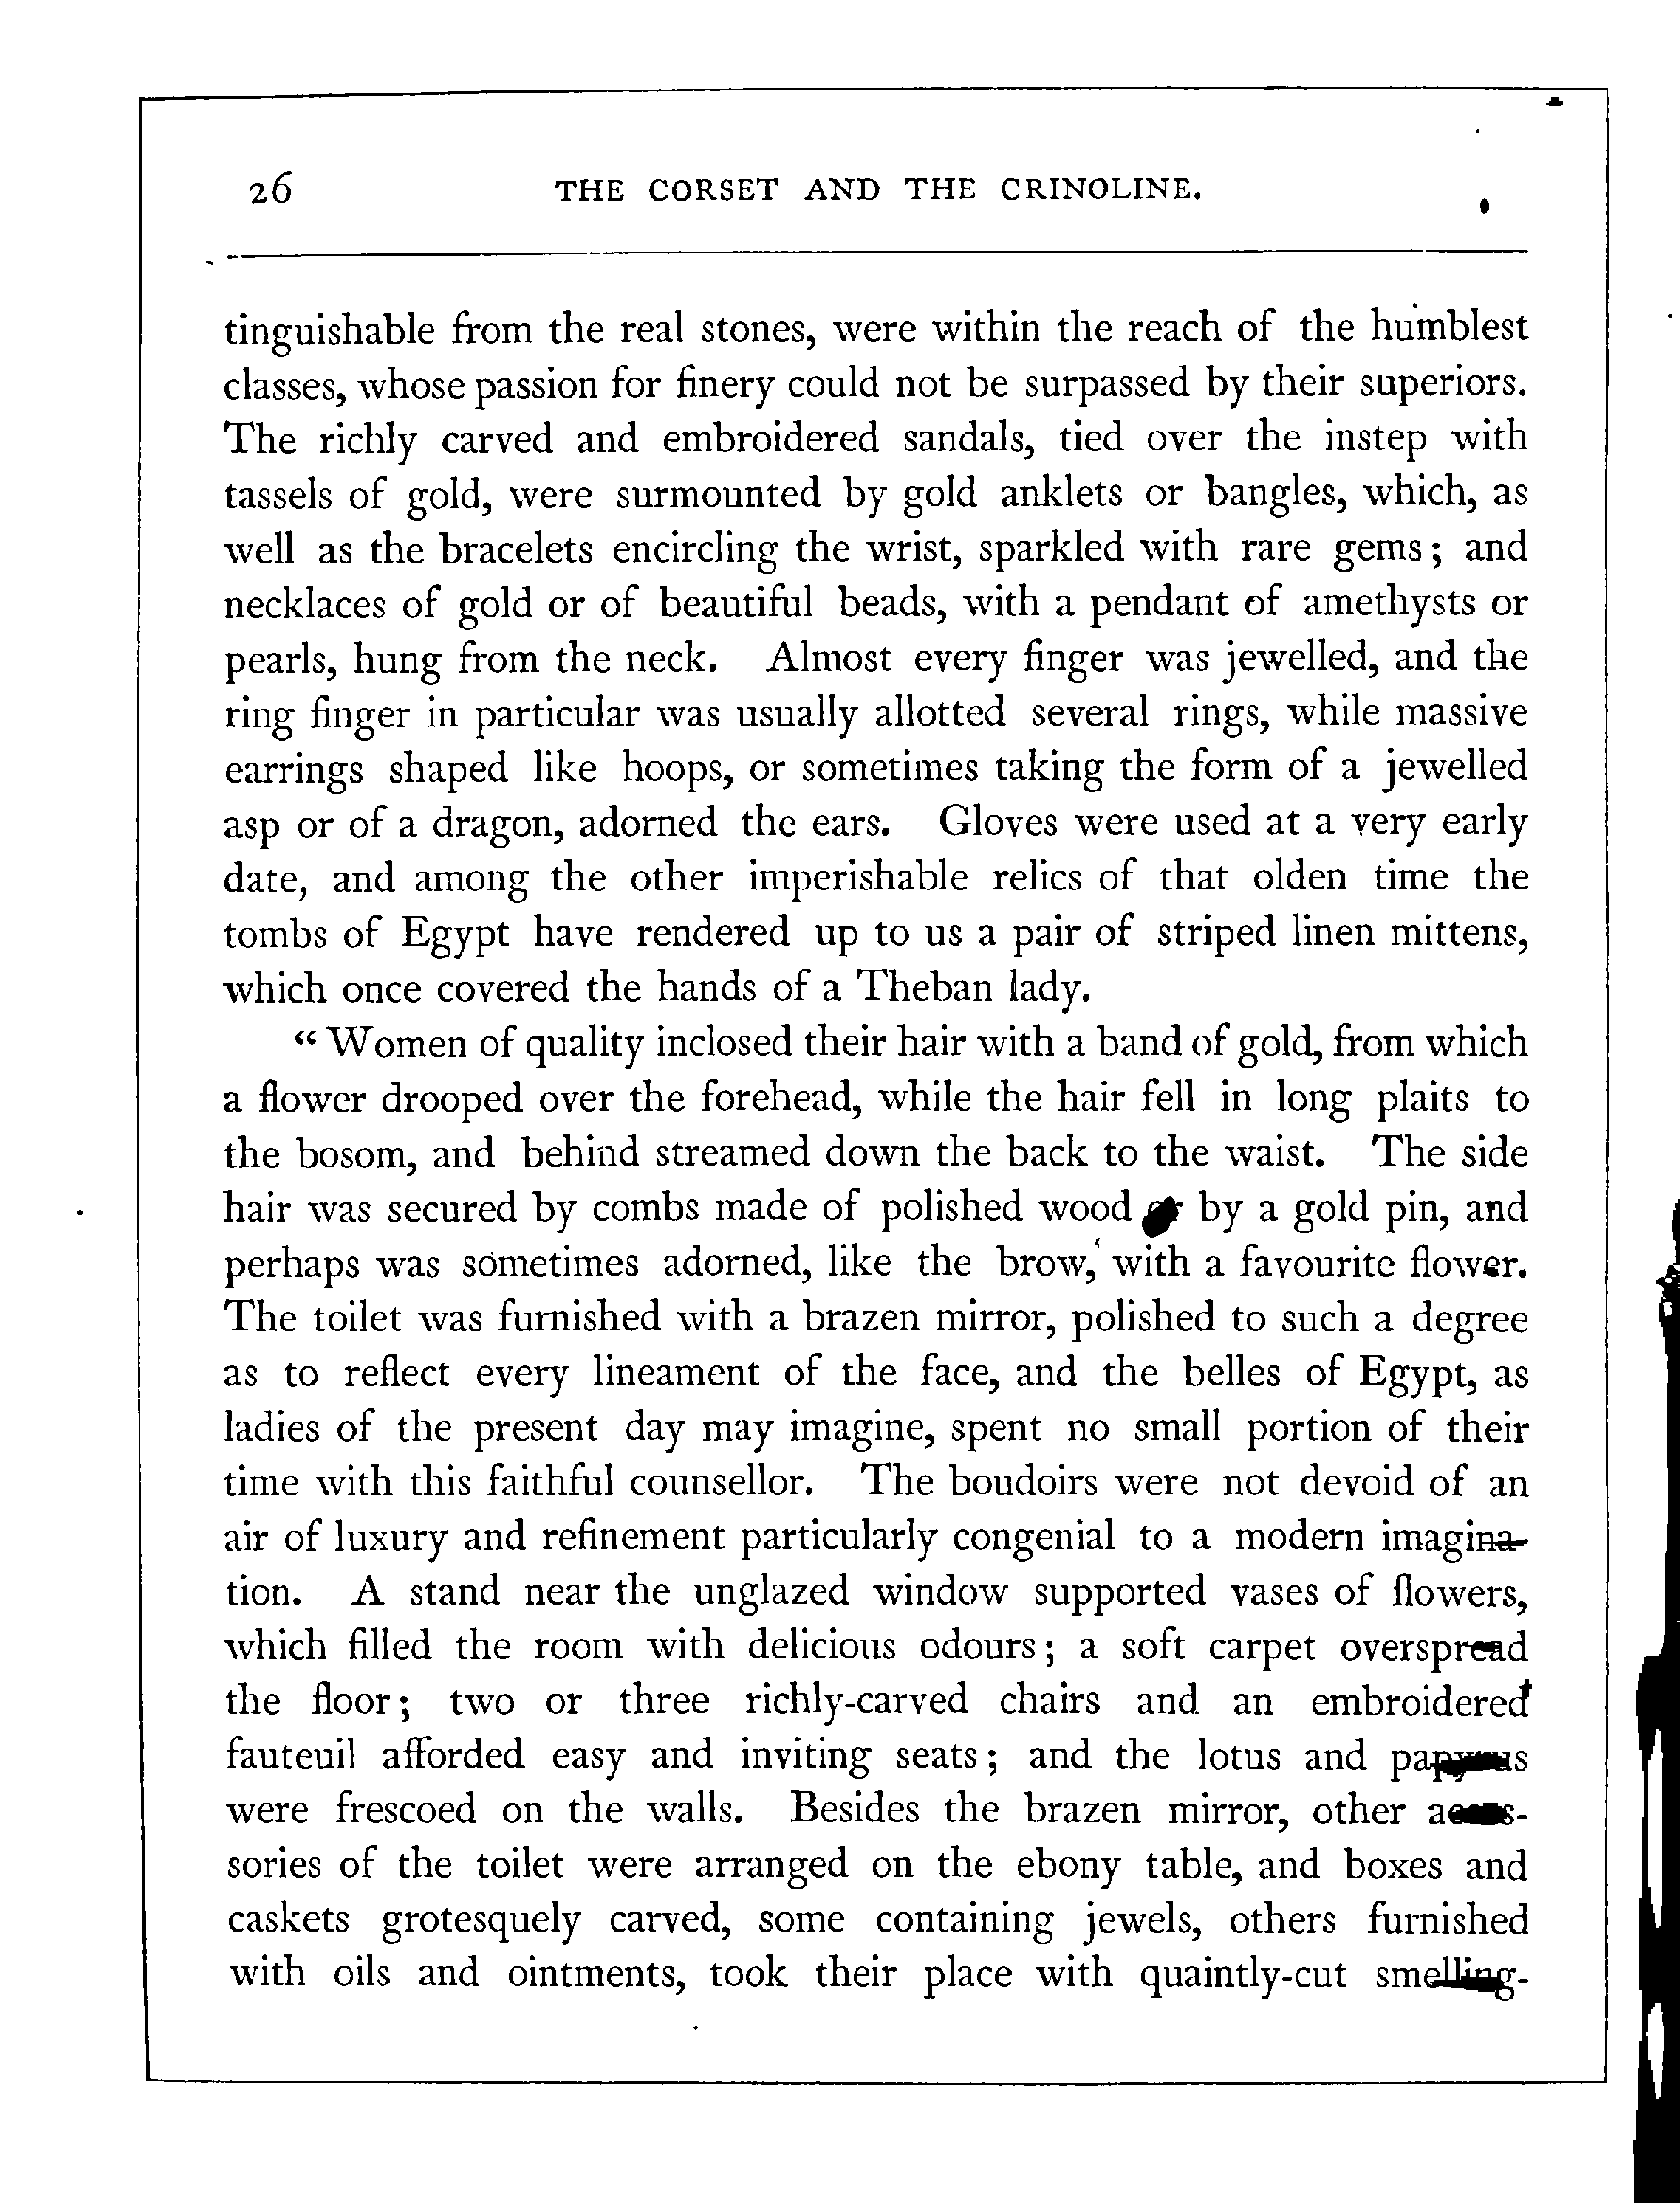 26 THE CORSET AND THE CRINOLINE.
tinguishable from the real stones, were within the reach of the humblest
classes, whose passion for finery could not be surpassed by their superiors.
The richly carved and embroidered sandals, tied over the instep with
tassels of gold, were surmounted by gold anklets or bangles, which, as
well as the bracelets encircling the wrist, sparkled with rare gems; and
necklaces of gold or of beautiful beads, with a pendant of amethysts or
pearls, hung from the neck. Almost every finger was jewelled, and the
ring finger in particular was usually allotted several rings, while massive
earrings shaped like hoops, or sometimes taking the form of a jewelled
asp or of a dragon, adorned the ears. Gloves were used at a very early
date, and among the other imperishable relics of that olden time the
tombs of Egypt have rendered up to us a pair of striped linen mittens,
which once covered the hands of a Theban lady.
“Women of quality inclosed their hair with a band of gold, from which
a flower drooped over the forehead, while the hair fell in long plaits to
the bosom, and behind streamed down the back to the waist. The side
hair was secured by combs made of polished wood or by a gold pin, and
perhaps was sometimes adorned, like the brow, with a favourite flower.
The toilet was furnished with a brazen mirror, polished to such a degree
as to reflect every lineament of the face, and the belles of Egypt, as
ladies of the present day may imagine, spent no small portion of their
time with this faithful counsellor. The boudoirs were not devoid of an
air of luxury and refinement particularly congenial to a modern imagina-
tion. A stand near the unglazed window supported vases of flowers,
which filled the room with delicious odours; a soft carpet overspread
the floor; two or three richly-carved chairs and an embroidered
fauteuil afforded easy and inviting seats; and the lotus and papyrus
were frescoed on the walls. Besides the brazen mirror, other acces-
sories of the toilet were arranged on the ebony table, and boxes and
caskets grotesquely carved, some containing jewels, others furnished
with oils and ointments, took their place with quaintly-cut smelling-